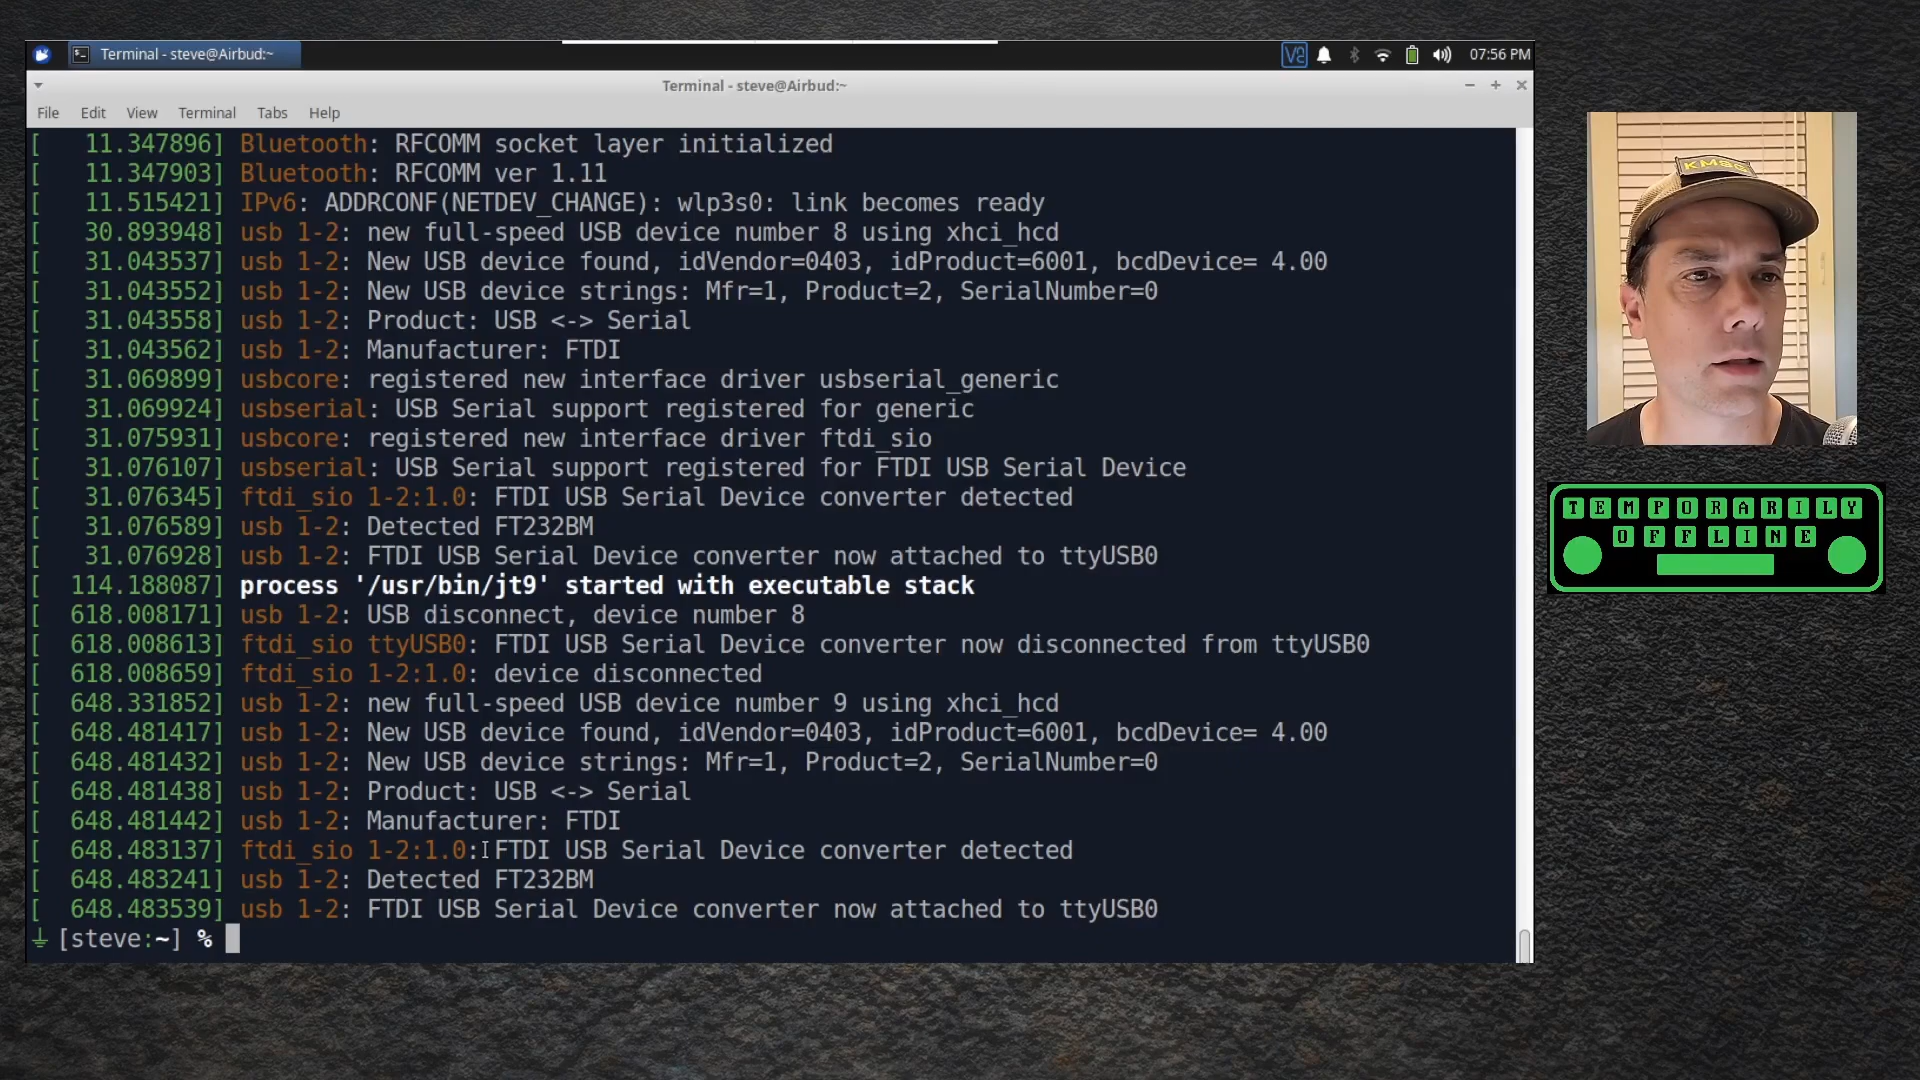 Terminal - steve@Airbud:~
07:56 PM
Terminal - steve@Airbud:~
File Edit View Terminal Tabs Help
[   11.347896] Bluetooth: RFCOMM socket layer initialized
[   11.347903] Bluetooth: RFCOMM ver 1.11
[   11.515421] IPv6: ADDRCONF(NETDEV_CHANGE): wlp3s0: link becomes ready
[   30.893948] usb 1-2: new full-speed USB device number 8 using xhci_hcd
[   31.043537] usb 1-2: New USB device found, idVendor=0403, idProduct=6001, bcdDevice= 4.00
[   31.043552] usb 1-2: New USB device strings: Mfr=1, Product=2, SerialNumber=0
[   31.043558] usb 1-2: Product: USB <-> Serial
[   31.043562] usb 1-2: Manufacturer: FTDI
[   31.069899] usbcore: registered new interface driver usbserial_generic
[   31.069924] usbserial: USB Serial support registered for generic
[   31.075931] usbcore: registered new interface driver ftdi_sio
[   31.076107] usbserial: USB Serial support registered for FTDI USB Serial Device
[   31.076345] ftdi_sio 1-2:1.0: FTDI USB Serial Device converter detected
[   31.076589] usb 1-2: Detected FT232BM
[   31.076928] usb 1-2: FTDI USB Serial Device converter now attached to ttyUSB0
[  114.188087] process '/usr/bin/jt9' started with executable stack
[  618.008171] usb 1-2: USB disconnect, device number 8
[  618.008613] ftdi_sio ttyUSB0: FTDI USB Serial Device converter now disconnected from ttyUSB0
[  618.008659] ftdi_sio 1-2:1.0: device disconnected
[  648.331852] usb 1-2: new full-speed USB device number 9 using xhci_hcd
[  648.481417] usb 1-2: New USB device found, idVendor=0403, idProduct=6001, bcdDevice= 4.00
[  648.481432] usb 1-2: New USB device strings: Mfr=1, Product=2, SerialNumber=0
[  648.481438] usb 1-2: Product: USB <-> Serial
[  648.481442] usb 1-2: Manufacturer: FTDI
[  648.483137] ftdi_sio 1-2:1.0: FTDI USB Serial Device converter detected
[  648.483241] usb 1-2: Detected FT232BM
[  648.483539] usb 1-2: FTDI USB Serial Device converter now attached to ttyUSB0
[steve:~] %
TEMPORARILY
OFFLINE